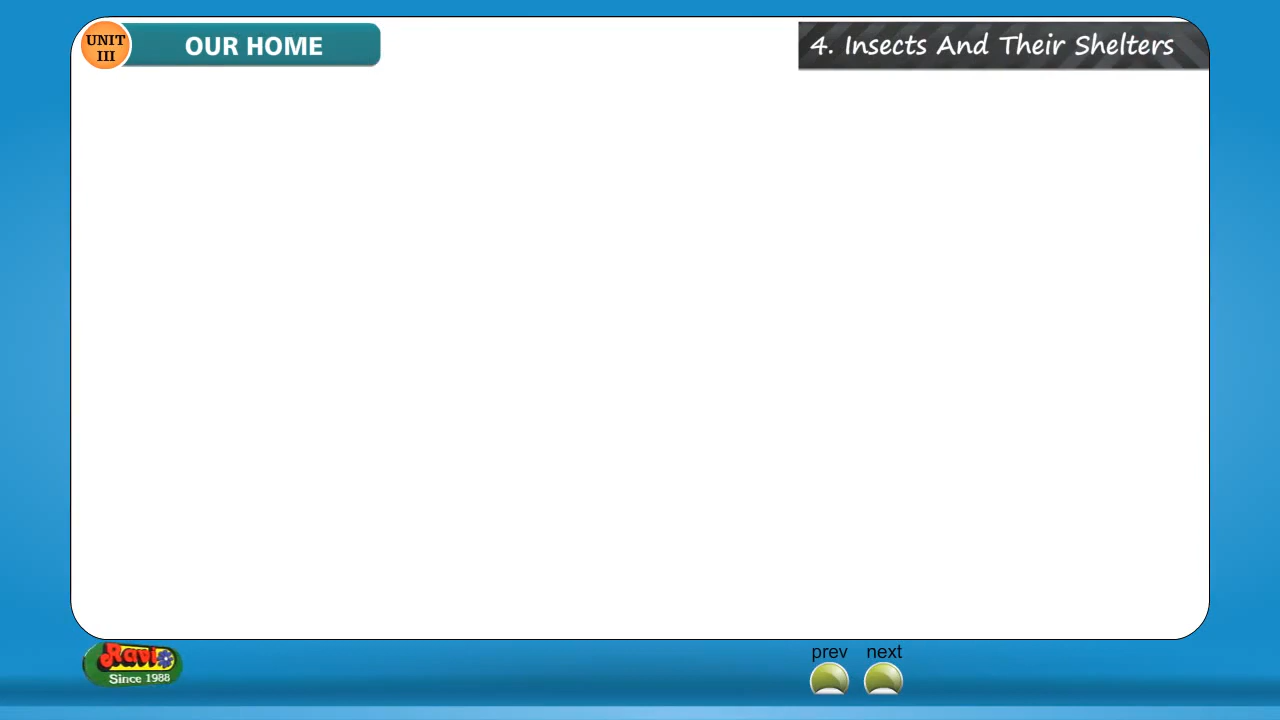 UNIT
III
OUR HOME
4. Insects And Their Shelters
Ravi
Since 1988
prev next